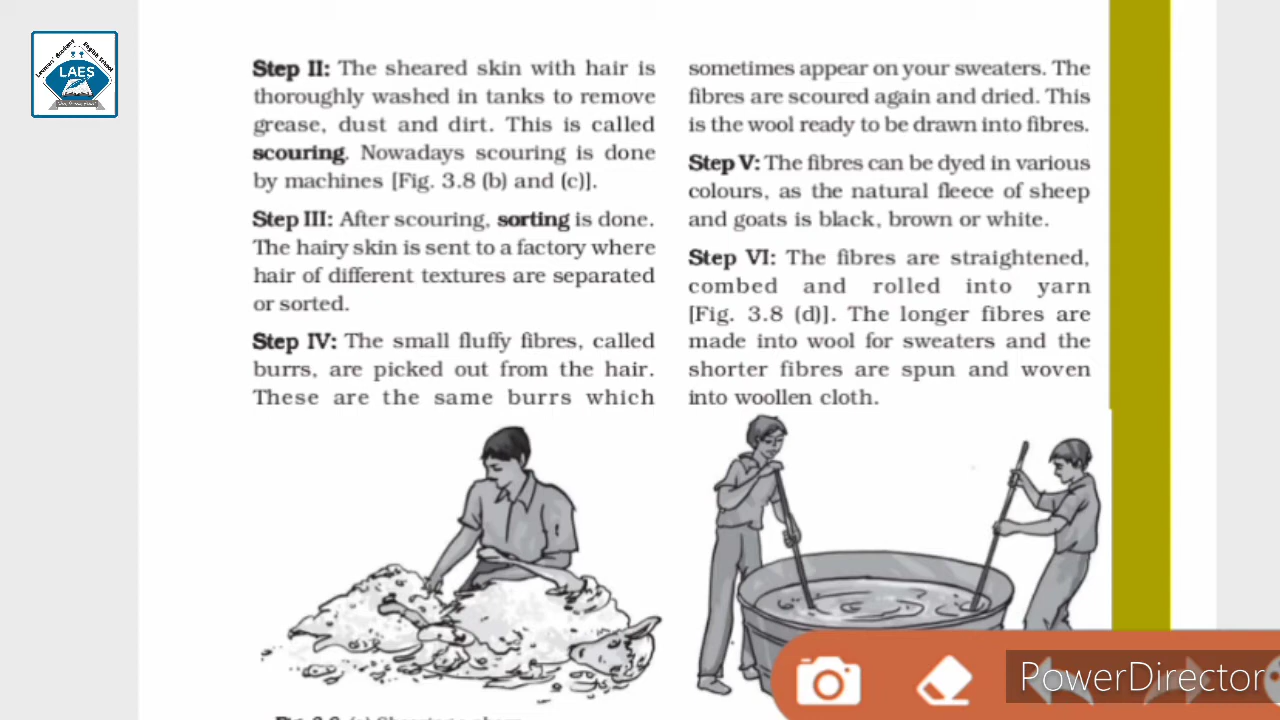 Learners' Academy English School
LAES
Step II: The sheared skin with hair is
thoroughly washed in tanks to remove
grease, dust and dirt. This is called
scouring. Nowadays scouring is done
by machines [Fig. 3.8 (b) and (c)].
Step III: After scouring, sorting is done.
The hairy skin is sent to a factory where
hair of different textures are separated
or sorted.
Step IV: The small fluffy fibres, called
burrs, are picked out from the hair.
These are the same burrs which
sometimes appear on your sweaters. The
fibres are scoured again and dried. This
is the wool ready to be drawn into fibres.
Step V: The fibres can be dyed in various
colours, as the natural fleece of sheep
and goats is black, brown or white.
Step VI: The fibres are straightened,
combed and rolled into yarn
[Fig. 3.8 (d)]. The longer fibres are
made into wool for sweaters and the
shorter fibres are spun and woven
into woollen cloth.
PowerDirector